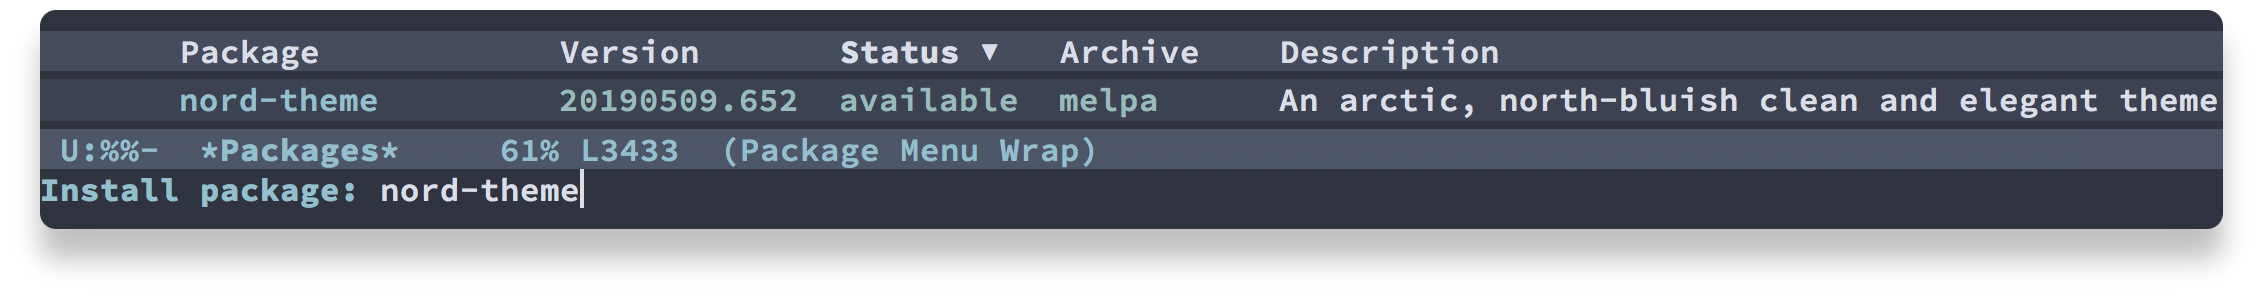 Package Version Status ▼ Archive Description
nord-theme 20190509.652 available melpa An arctic, north-bluish clean and elegant theme
U:%%- *Packages* 61% L3433 (Package Menu Wrap)
Install package: nord-theme